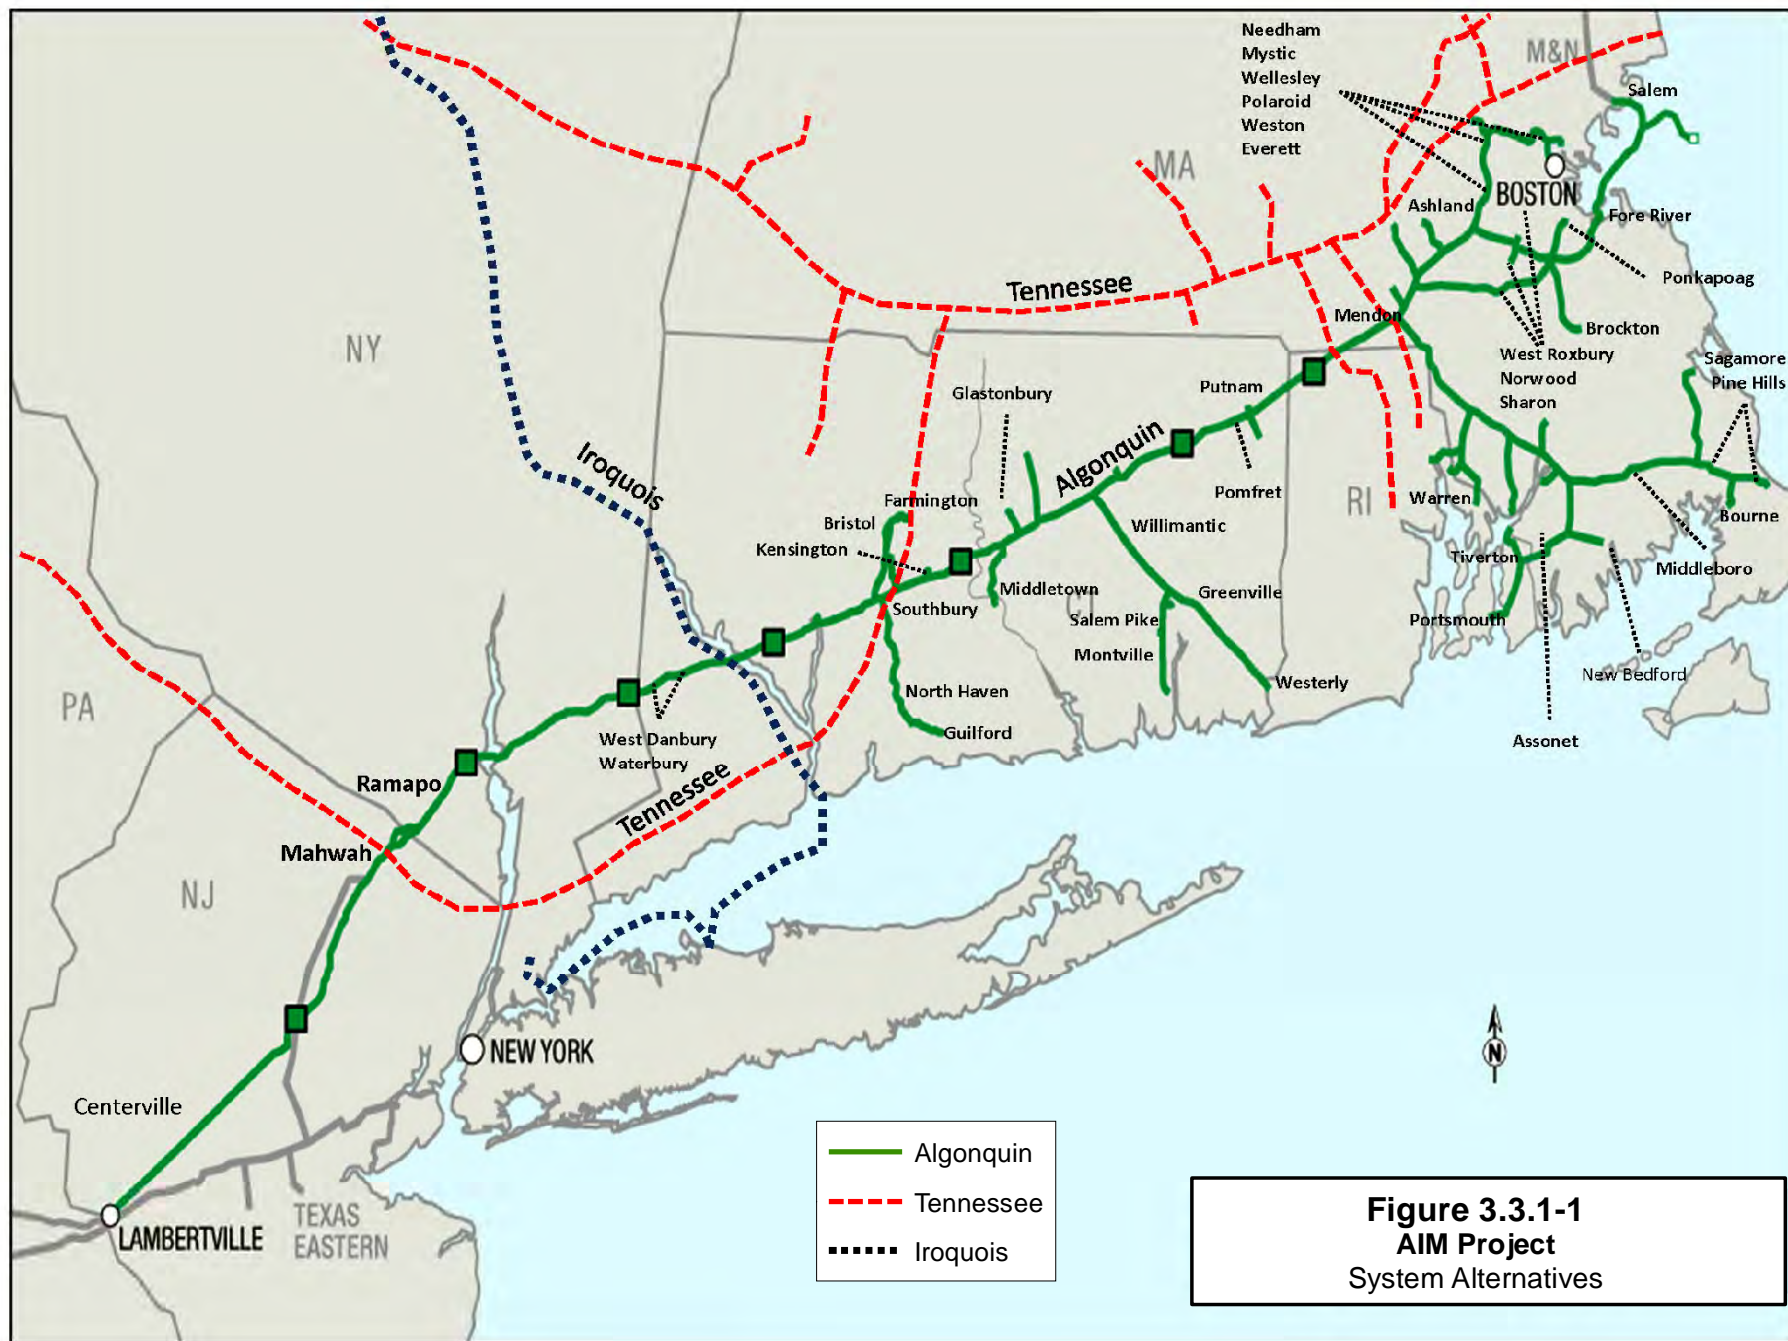 Needham
Mystic
Wellesley
Polaroid
Weston
Everett
M&N
Salem
MA
BOSTON
Ashland
Fore River
Ponkapoag
Tennessee
Mendon
Brockton
NY
West Roxbury
Norwood
Sharon
Sagamore
Pine Hills
Glastonbury
Putnam
Algonquin
Iroquois
Pomfret
RI
Warren
Farmington
Bristol
Kensington
Willimantic
Bourne
Tiverton
Middleboro
Middletown
Greenville
Southbury
Salem Pike
Portsmouth
Montville
New Bedford
Westerly
PA
North Haven
Guilford
West Danbury
Waterbury
Assonet
Ramapo
Tennessee
Mahwah
NJ
NEW YORK
N
Centerville
LAMBERTVILLE
TEXAS
EASTERN
Algonquin
Tennessee
Iroquois
Figure 3.3.1-1
AIM Project
System Alternatives